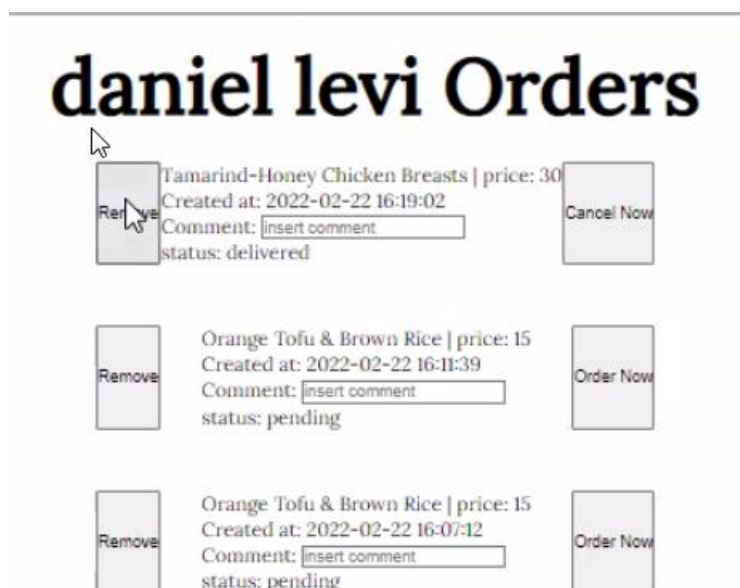 daniel levi Orders
Remove
Tamarind-Honey Chicken Breasts | price: 30
Created at: 2022-02-22 16:19:02
Comment: insert comment
status: delivered
Cancel Now
Remove
Orange Tofu & Brown Rice | price: 15
Created at: 2022-02-22 16:11:39
Comment: insert comment
status: pending
Order Now
Remove
Orange Tofu & Brown Rice | price: 15
Created at: 2022-02-22 16:07:12
Comment: insert comment
status: pending
Order Now